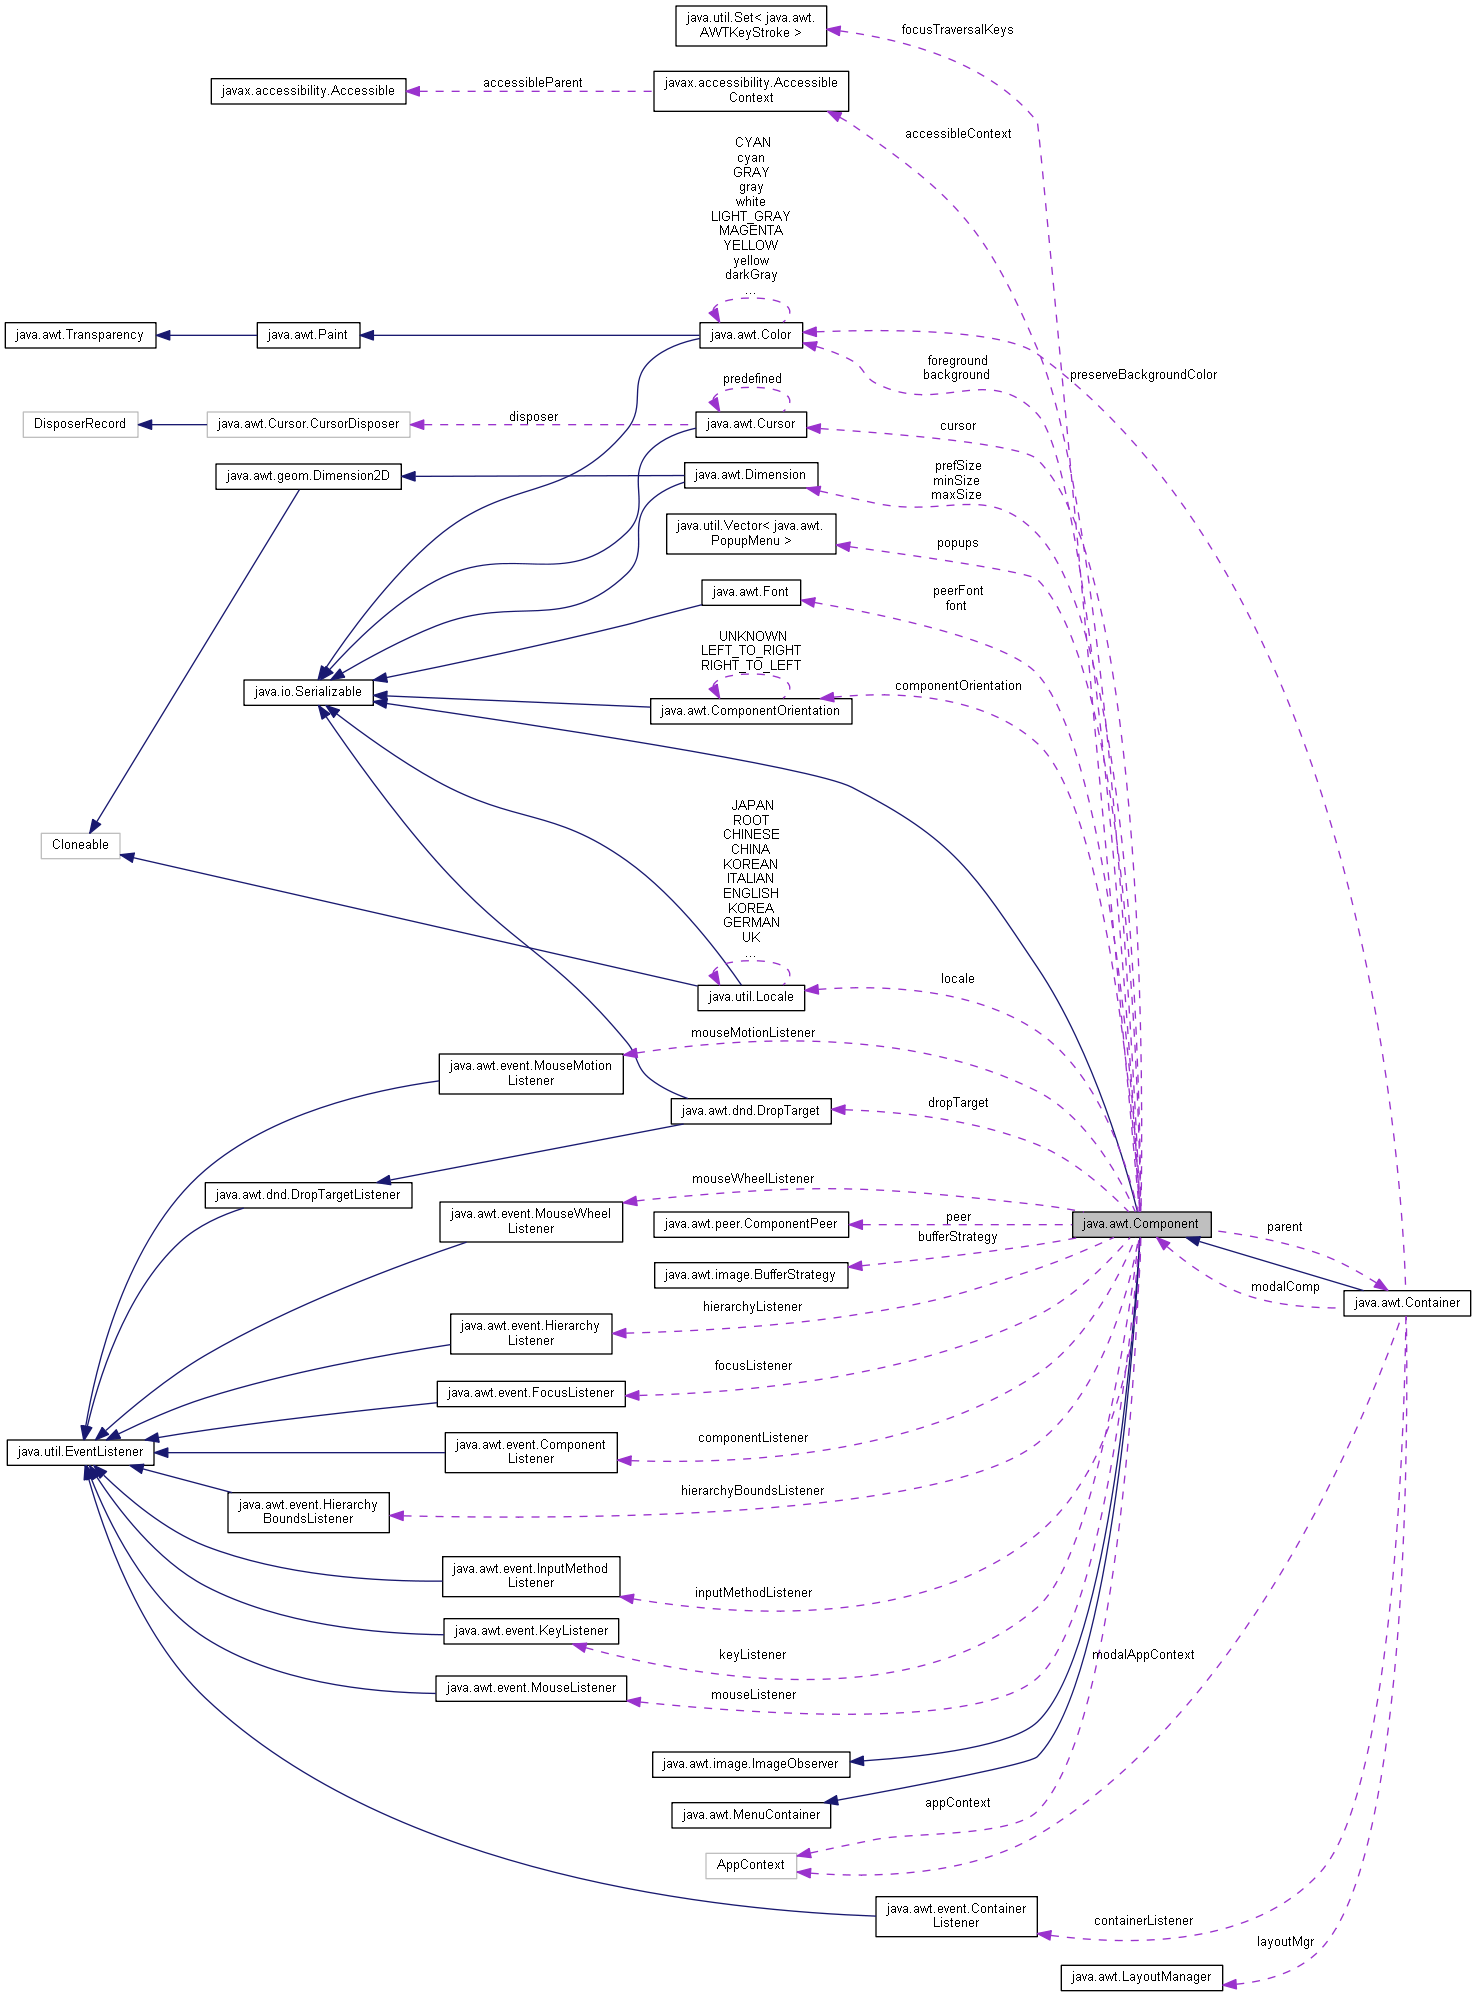 java.util.Set< java.awt.
AWTKeyStroke >
focusTraversalKeys
javax.accessibility.Accessible
accessibleParent
javax.accessibility.Accessible
Context
accessibleContext
CYAN
cyan
GRAY
gray
white
LIGHT_GRAY
MAGENTA
YELLOW
yellow
darkGray
...
java.awt.Transparency
java.awt.Paint
java.awt.Color
foreground
background
preserveBackgroundColor
predefined
DisposerRecord
java.awt.Cursor.CursorDisposer
disposer
java.awt.Cursor
cursor
java.awt.geom.Dimension2D
java.awt.Dimension
prefSize
minSize
maxSize
java.util.Vector< java.awt.
PopupMenu >
popups
java.awt.Font
peerFont
font
UNKNOWN
LEFT_TO_RIGHT
RIGHT_TO_LEFT
java.io.Serializable
java.awt.ComponentOrientation
componentOrientation
Cloneable
JAPAN
ROOT
CHINESE
CHINA
KOREAN
ITALIAN
ENGLISH
KOREA
GERMAN
UK
...
java.util.Locale
locale
mouseMotionListener
java.awt.event.MouseMotion
Listener
java.awt.dnd.DropTarget
dropTarget
java.awt.dnd.DropTargetListener
mouseWheelListener
java.awt.event.MouseWheel
Listener
java.awt.peer.ComponentPeer
peer
java.awt.Component
parent
bufferStrategy
java.awt.image.BufferStrategy
modalComp
java.awt.Container
hierarchyListener
java.awt.event.Hierarchy
Listener
focusListener
java.awt.event.FocusListener
componentListener
java.util.EventListener
java.awt.event.Component
Listener
hierarchyBoundsListener
java.awt.event.Hierarchy
BoundsListener
java.awt.event.InputMethod
Listener
inputMethodListener
java.awt.event.KeyListener
keyListener
modalAppContext
java.awt.event.MouseListener
mouseListener
java.awt.image.ImageObserver
java.awt.MenuContainer
appContext
AppContext
java.awt.event.Container
Listener
containerListener
layoutMgr
java.awt.LayoutManager